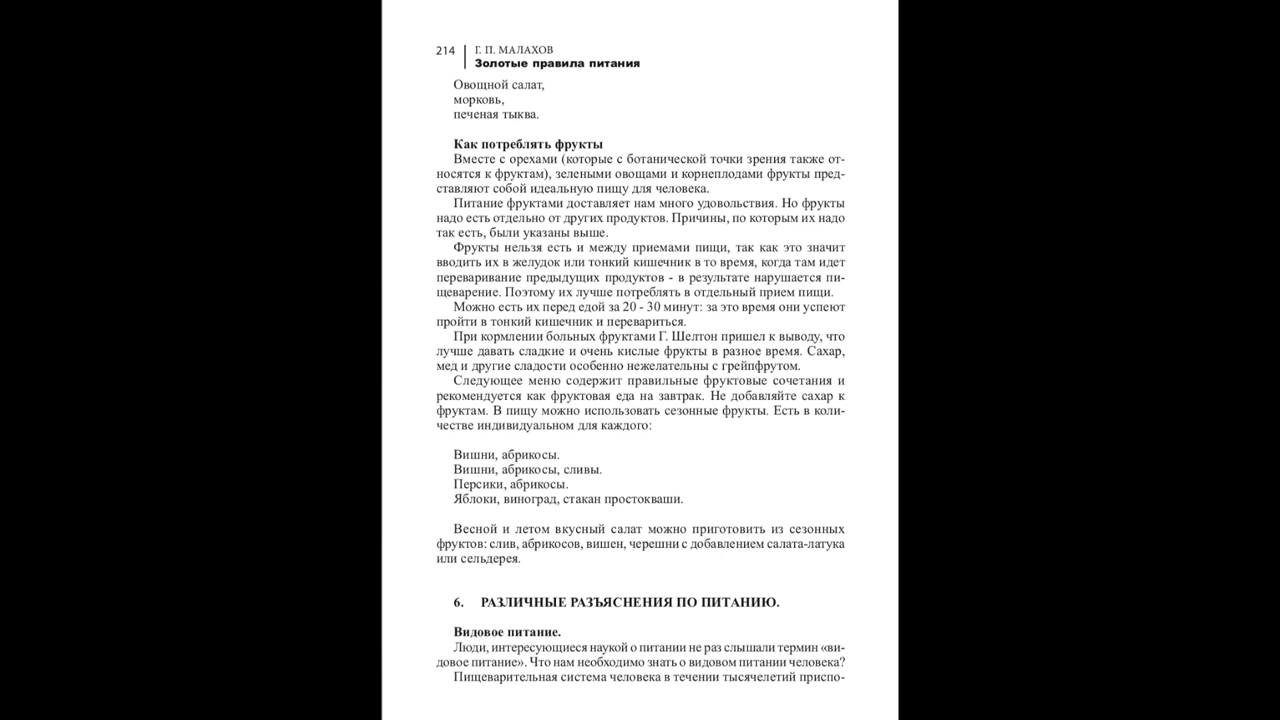 214
Г. П. МАЛАХОВ
Золотые правила питания
Овощной салат,
морковь,
печеная тыква.
Как потреблять фрукты
Вместе с орехами (которые с ботанической точки зрения также от-
носятся к фруктам), зелеными овощами и корнеплодами фрукты пред-
ставляют собой идеальную пищу для человека.
Питание фруктами доставляет нам много удовольствия. Но фрукты
надо есть отдельно от других продуктов. Причины, по которым их надо
так есть, были указаны выше.
Фрукты нельзя есть и между приемами пищи, так как это значит
вводить их в желудок или тонкий кишечник в то время, когда там идет
переваривание предыдущих продуктов - в результате нарушается пи-
щеварение. Поэтому их лучше потреблять в отдельный прием пищи.
Можно есть их перед едой за 20 - 30 минут: за это время они успеют
пройти в тонкий кишечник и перевариться.
При кормлении больных фруктами Г. Шелтон пришел к выводу, что
лучше давать сладкие и очень кислые фрукты в разное время. Сахар,
мед и другие сладости особенно нежелательны с грейпфрутом.
Следующее меню содержит правильные фруктовые сочетания и
рекомендуется как фруктовая еда на завтрак. Не добавляйте сахар к
фруктам. В пищу можно использовать сезонные фрукты. Есть в коли-
честве индивидуальном для каждого:
Вишни, абрикосы.
Вишни, абрикосы, сливы.
Персики, абрикосы.
Яблоки, виноград, стакан простокваши.
Весной и летом вкусный салат можно приготовить из сезонных
фруктов: слив, абрикосов, вишен, черешни с добавлением салата-латука
или сельдерея.
6. РАЗЛИЧНЫЕ РАЗЪЯСНЕНИЯ ПО ПИТАНИЮ.
Видовое питание.
Люди, интересующиеся наукой о питании не раз слышали термин «ви-
довое питание». Что нам необходимо знать о видовом питании человека?
Пищеварительная система человека в течении тысячелетий приспо-